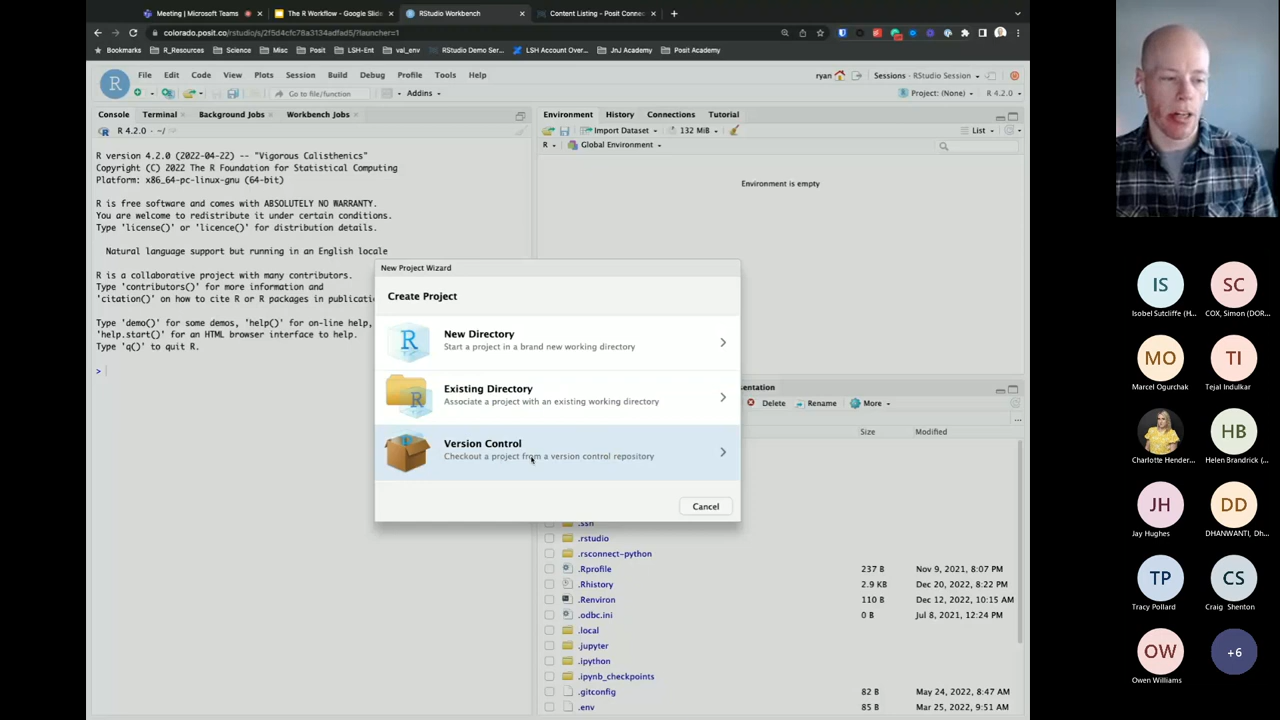 Meeting | Microsoft Teams
The R Workflow - Google Slide
RStudio Workbench
Content Listing - Posit Connec
colorado.posit.co/rstudio/s/2f5d4cfc78a3134adfad5/?launcher=1
Bookmarks R_Resources Science Misc Posit LSH-Ent val_env RStudio Demo Ser... LSH Account Over... JnJ Academy Posit Academy
File Edit Code View Plots Session Build Debug Profile Tools Help
ryan Sessions RStudio Session
Go to file/function Addins
Project: (None) R 4.2.0
Console Terminal Background Jobs Workbench Jobs
R 4.2.0 · ~/
R version 4.2.0 (2022-04-22) -- "Vigorous Calisthenics"
Copyright (C) 2022 The R Foundation for Statistical Computing
Platform: x86_64-pc-linux-gnu (64-bit)
R is free software and comes with ABSOLUTELY NO WARRANTY.
You are welcome to redistribute it under certain conditions.
Type 'license()' or 'licence()' for distribution details.
Natural language support but running in an English locale
R is a collaborative project with many contributors.
Type 'contributors()' for more information and
'citation()' on how to cite R or R packages in publicatio
Type 'demo()' for some demos, 'help()' for on-line help,
'help.start()' for an HTML browser interface to help.
Type 'q()' to quit R.
>
Environment History Connections Tutorial
Import Dataset 132 MiB List
R Global Environment
Environment is empty
New Project Wizard
Create Project
New Directory
Start a project in a brand new working directory
Existing Directory
Associate a project with an existing working directory
Version Control
Checkout a project from a version control repository
Cancel
esentation
Delete Rename More
Size Modified
.ssh
.rstudio
.rsconnect-python
.Rprofile 237 B Nov 9, 2021, 8:07 PM
.Rhistory 2.9 KB Dec 20, 2022, 8:22 PM
.Renviron 110 B Dec 12, 2022, 10:15 AM
.odbc.ini 0 B Jul 8, 2021, 12:24 PM
.local
.jupyter
.ipython
.ipynb_checkpoints
.gitconfig 82 B May 24, 2022, 8:47 AM
.env 85 B Mar 25, 2022, 9:51 AM
IS SC
Isobel Sutcliffe (H... COX, Simon (DOR...
MO TI
Marcel Ogurchak Tejal Indulkar
HB
Charlotte Hender... Helen Brandrick (...
JH DD
Jay Hughes DHANWANTI, Dh...
TP CS
Tracy Pollard Craig Shenton
OW +6
Owen Williams